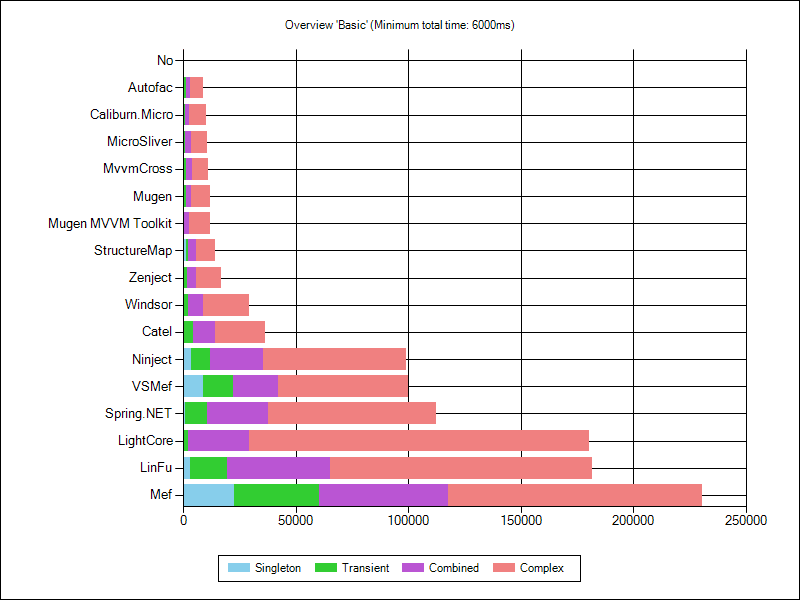 Overview 'Basic' (Minimum total time: 6000ms)
No
Autofac
Caliburn.Micro
MicroSliver
MvvmCross
Mugen
Mugen MVVM Toolkit
StructureMap
Zenject
Windsor
Catel
Ninject
VSMef
Spring.NET
LightCore
LinFu
Mef
0 50000 100000 150000 200000 250000
Singleton Transient Combined Complex